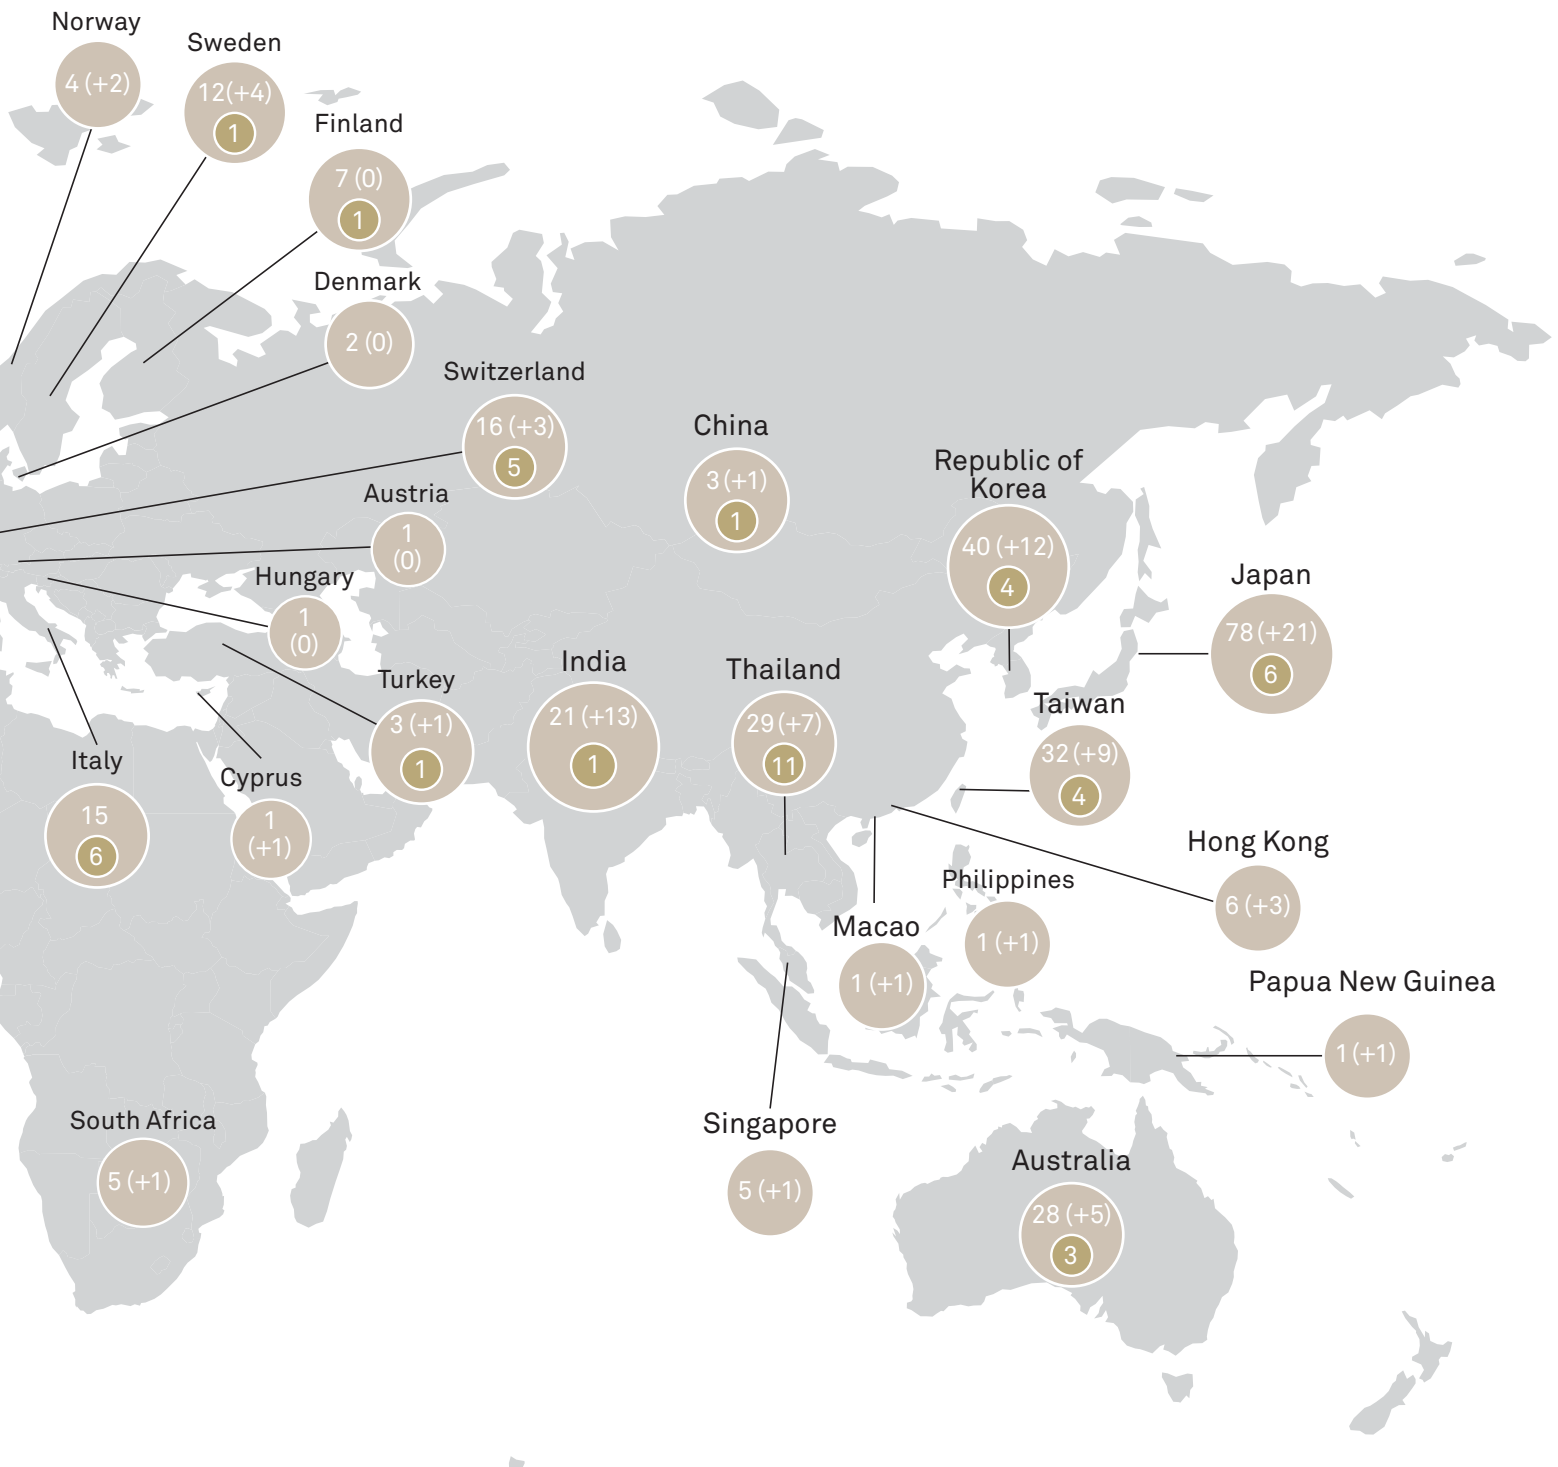 Norway
4 (+2)
Sweden
12(+4)
1
Finland
7 (0)
1
Denmark
2 (0)
Switzerland
16 (+3)
5
Austria
1
(0)
Hungary
1
(0)
Turkey
3 (+1)
1
Italy
15
6
Cyprus
1
(+1)
China
3 (+1)
1
Republic of
Korea
40 (+12)
4
Japan
78 (+21)
6
India
21 (+13)
1
Thailand
29 (+7)
11
Taiwan
32 (+9)
4
Hong Kong
6 (+3)
Philippines
1 (+1)
Macao
1 (+1)
Papua New Guinea
1 (+1)
South Africa
5 (+1)
Singapore
5 (+1)
Australia
28 (+5)
3